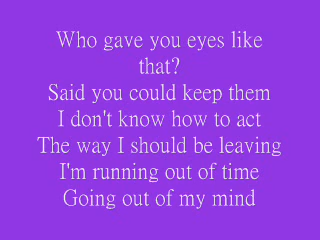 Who gave you eyes like
that?
Said you could keep them
I don't know how to act
The way I should be leaving
I'm running out of time
Going out of my mind